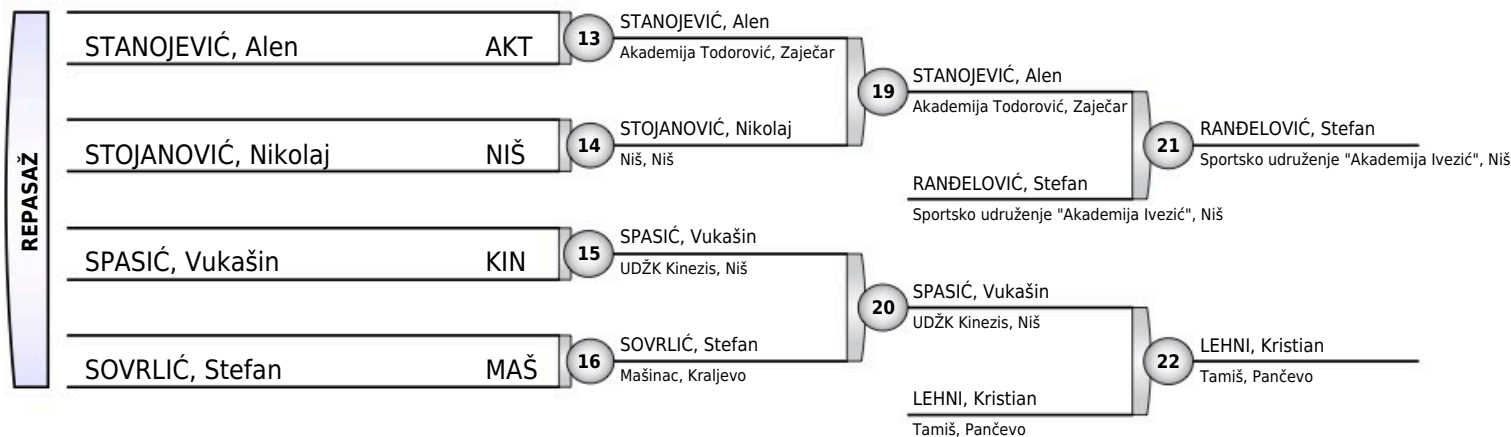 REPASAŽ
STANOJEVIĆ, Alen AKT
STOJANOVIĆ, Nikolaj NIŠ
SPASIĆ, Vukašin KIN
SOVRLIĆ, Stefan MAŠ
13
STANOJEVIĆ, Alen
Akademija Todorović, Zaječar
14
STOJANOVIĆ, Nikolaj
Niš, Niš
15
SPASIĆ, Vukašin
UDŽK Kinezis, Niš
16
SOVRLIĆ, Stefan
Mašinac, Kraljevo
19
STANOJEVIĆ, Alen
Akademija Todorović, Zaječar
RANĐELOVIĆ, Stefan
Sportsko udruženje "Akademija Ivezić", Niš
20
SPASIĆ, Vukašin
UDŽK Kinezis, Niš
LEHNI, Kristian
Tamiš, Pančevo
21
RANĐELOVIĆ, Stefan
Sportsko udruženje "Akademija Ivezić", Niš
22
LEHNI, Kristian
Tamiš, Pančevo